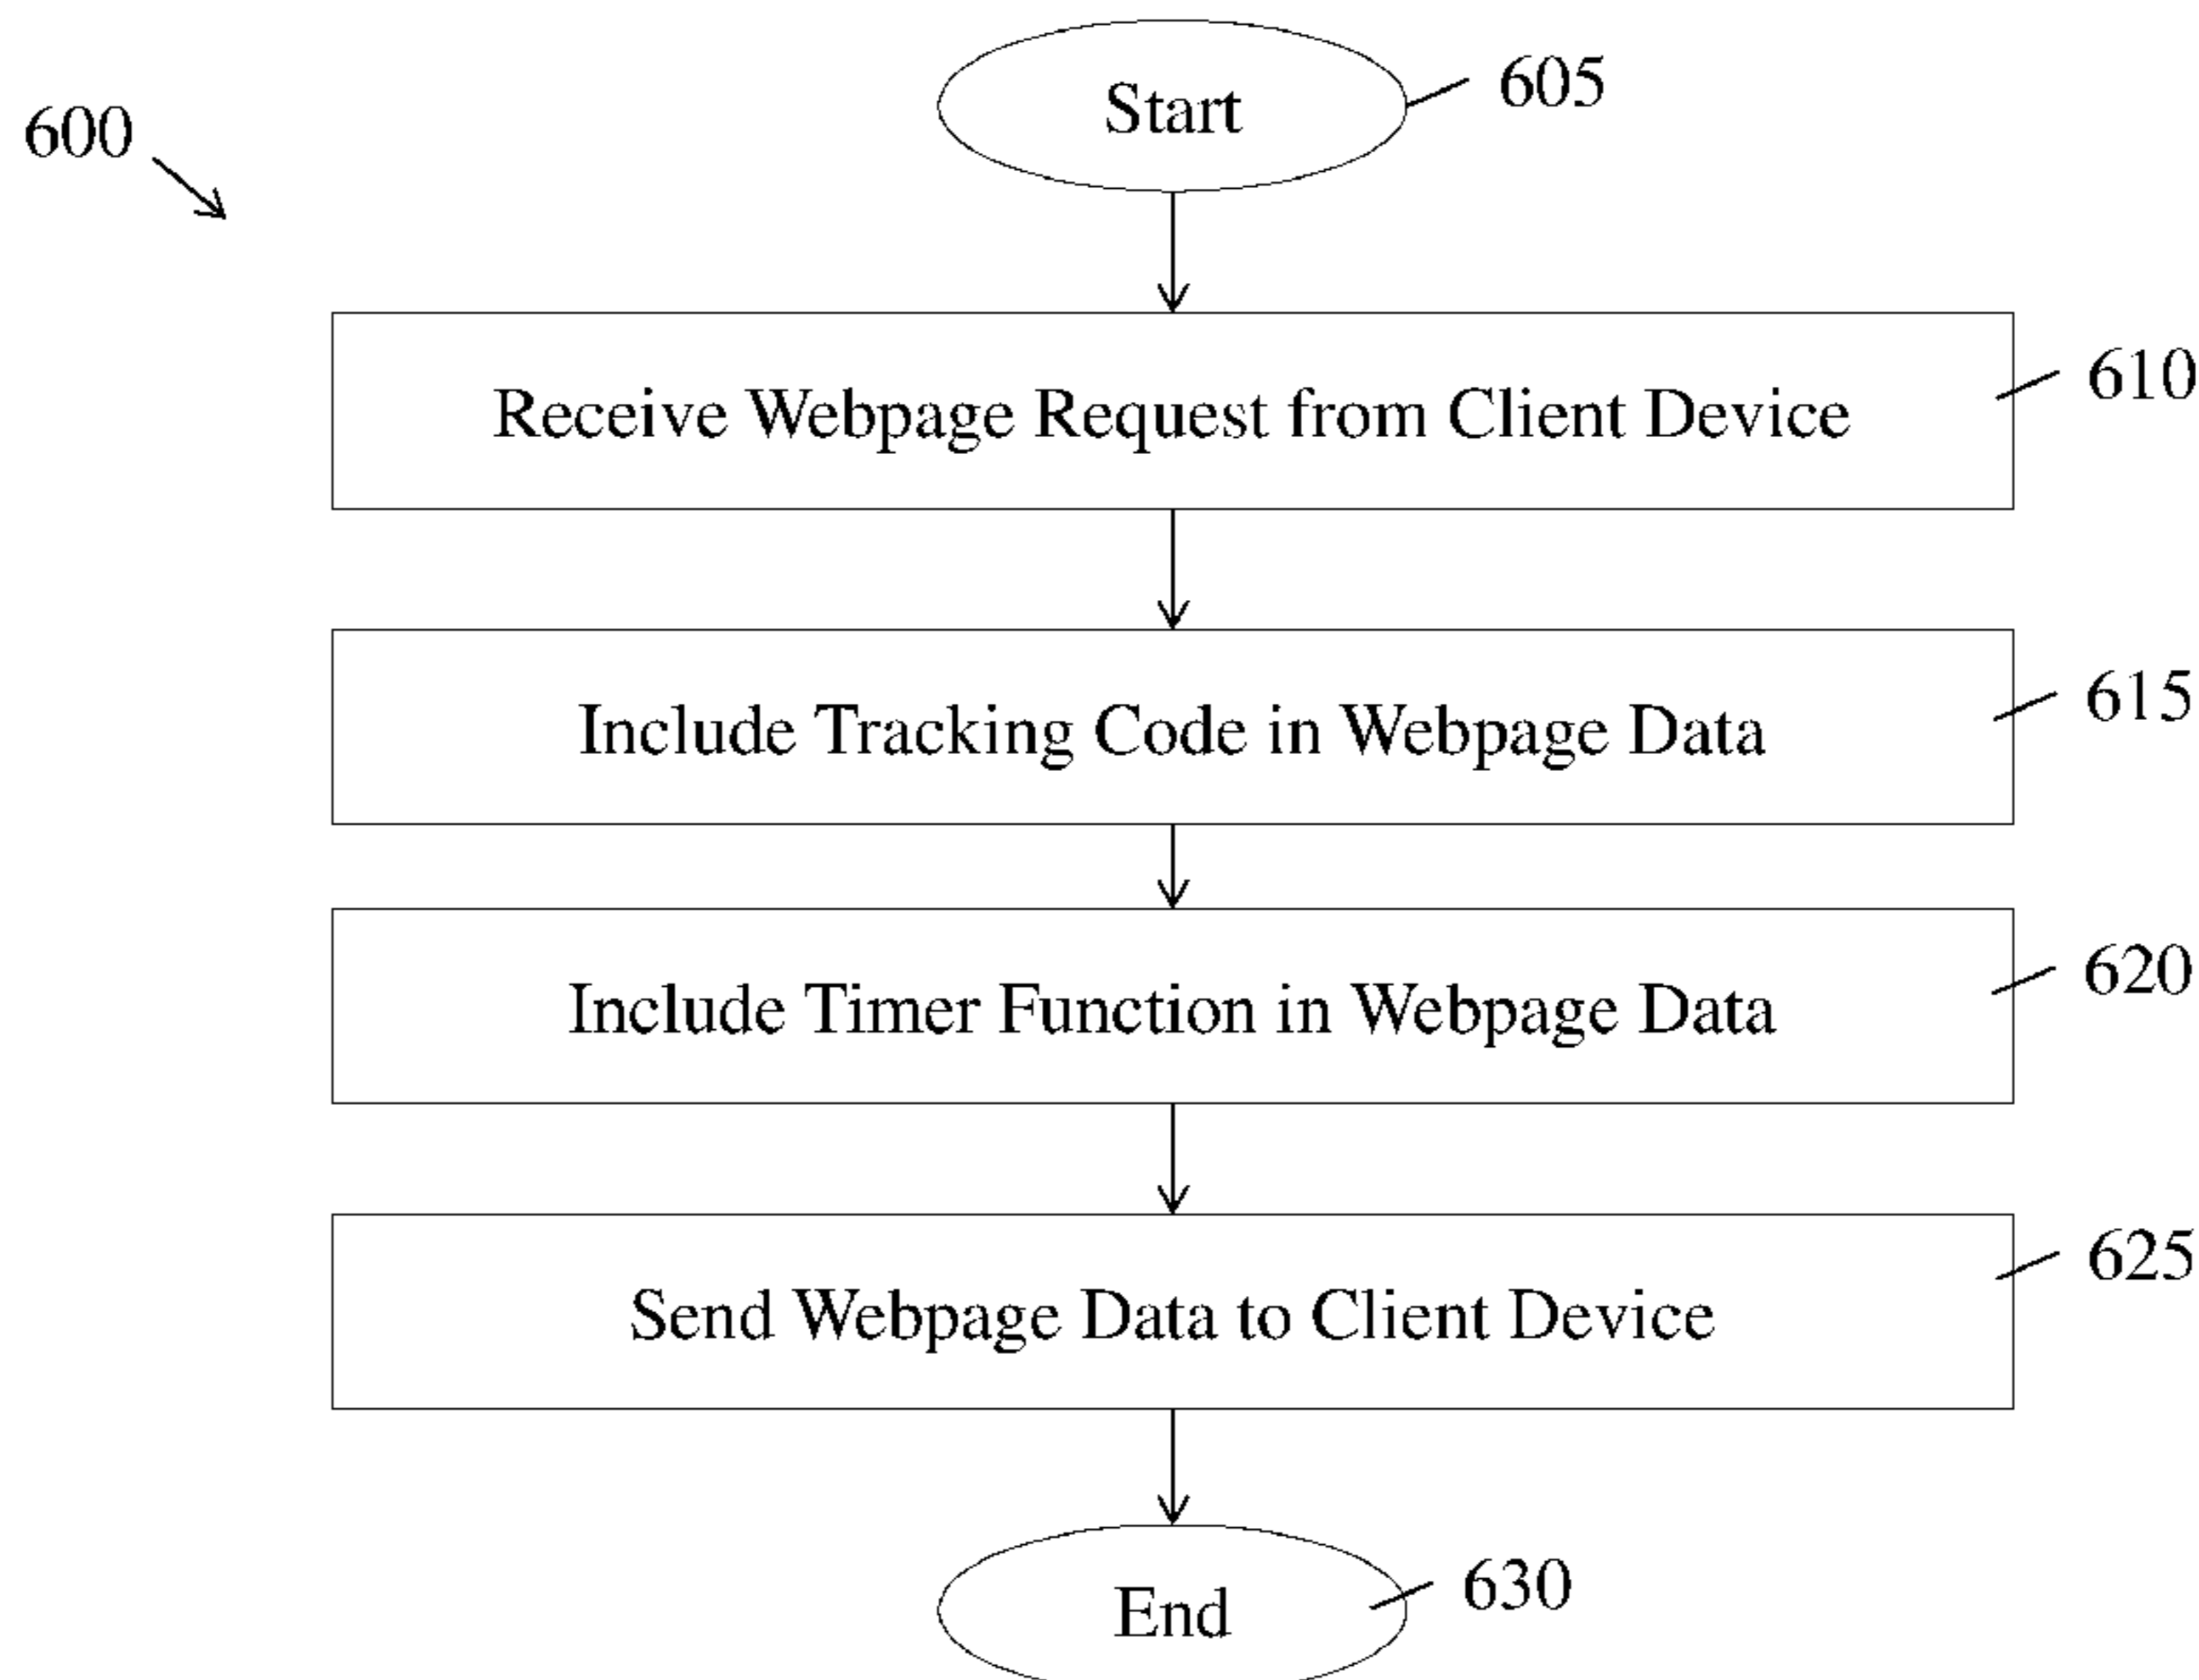 600
Start
605
Receive Webpage Request from Client Device
610
Include Tracking Code in Webpage Data
615
Include Timer Function in Webpage Data
620
Send Webpage Data to Client Device
625
End
630